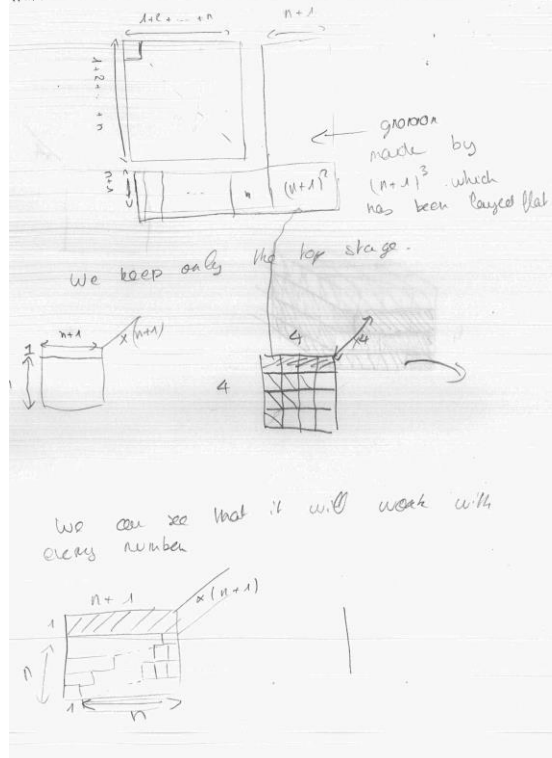 1+2+ ... +n
n+1
1+2+ ... +n
gnomon
made by
(n+1)³ which
has been layed flat
n+1
...
n
(n+1)²
We keep only the top stage.
n+1
×(n+1)
1
4
×4
4
We can see that it will work with
every number
n+1
×(n+1)
1
n
1
n